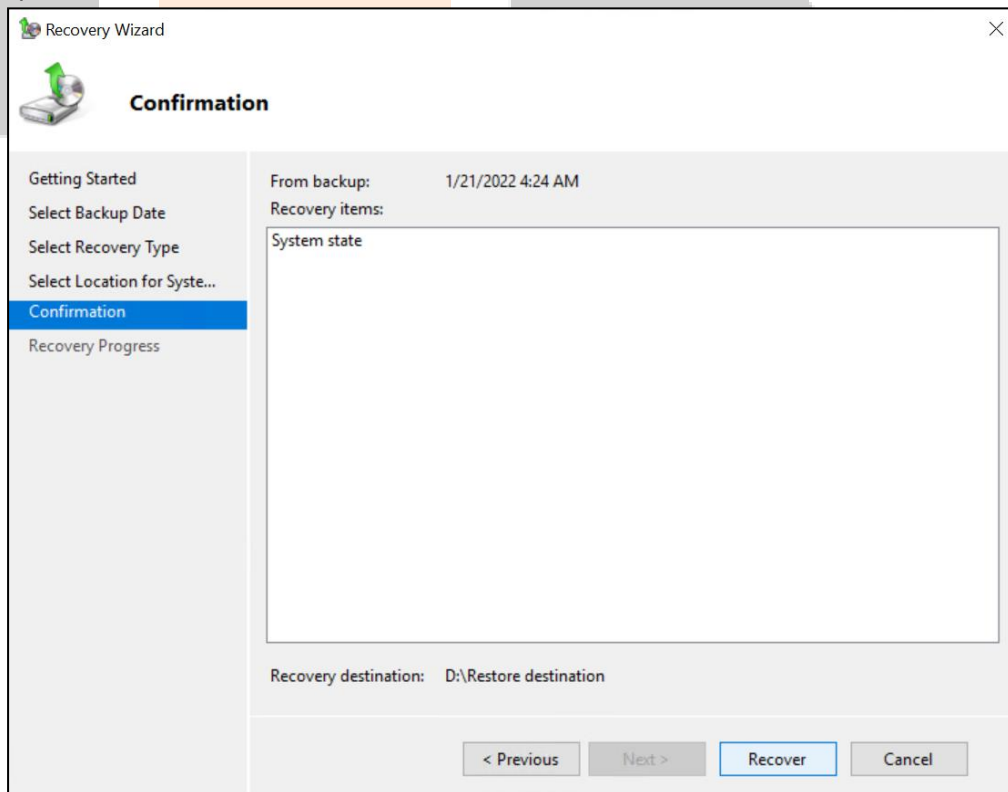 Recovery Wizard
Confirmation
Getting Started
Select Backup Date
Select Recovery Type
Select Location for Syste...
Confirmation
Recovery Progress
From backup: 1/21/2022 4:24 AM
Recovery items:
System state
Recovery destination: D:\Restore destination
< Previous Next > Recover Cancel